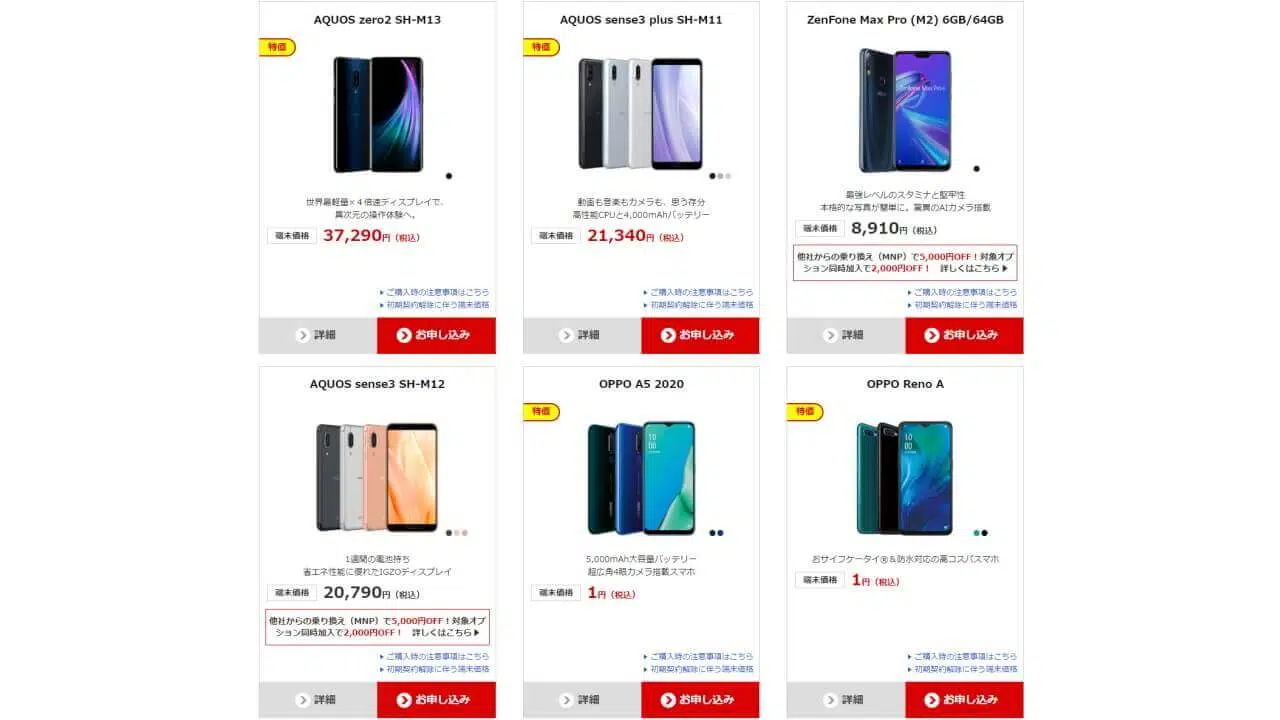 AQUOS zero2 SH-M13
特価
世界最軽量×４倍速ディスプレイで、
異次元の操作体験へ。
端末価格 37,290円（税込）
ご購入時の注意事項はこちら
初期契約解除に伴う端末価格
詳細 お申し込み
AQUOS sense3 plus SH-M11
特価
動画も音楽もカメラも、思う存分
高性能CPUと4,000mAhバッテリー
端末価格 21,340円（税込）
ご購入時の注意事項はこちら
初期契約解除に伴う端末価格
詳細 お申し込み
ZenFone Max Pro (M2) 6GB/64GB
最強レベルのスタミナと堅牢性
本格的な写真が簡単に。驚異のAIカメラ搭載
端末価格 8,910円（税込）
他社からの乗り換え（MNP）で5,000円OFF！対象オプ
ション同時加入で2,000円OFF！　詳しくはこちら
ご購入時の注意事項はこちら
初期契約解除に伴う端末価格
詳細 お申し込み
AQUOS sense3 SH-M12
1週間の電池持ち
省エネ性能に優れたIGZOディスプレイ
端末価格 20,790円（税込）
他社からの乗り換え（MNP）で5,000円OFF！対象オプ
ション同時加入で2,000円OFF！　詳しくはこちら
ご購入時の注意事項はこちら
初期契約解除に伴う端末価格
詳細 お申し込み
OPPO A5 2020
特価
10
00
5,000mAh大容量バッテリー
超広角4眼カメラ搭載スマホ
端末価格 1円（税込）
ご購入時の注意事項はこちら
初期契約解除に伴う端末価格
詳細 お申し込み
OPPO Reno A
特価
10
00
おサイフケータイ®＆防水対応の高コスパスマホ
端末価格 1円（税込）
ご購入時の注意事項はこちら
初期契約解除に伴う端末価格
詳細 お申し込み